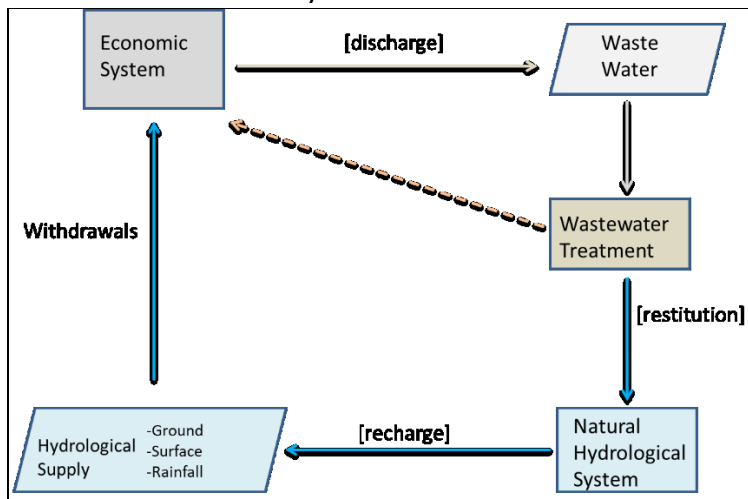 Economic
System
[discharge]
Waste
Water
Withdrawals
Wastewater
Treatment
[restitution]
Hydrological
Supply
-Ground
-Surface
-Rainfall
[recharge]
Natural
Hydrological
System